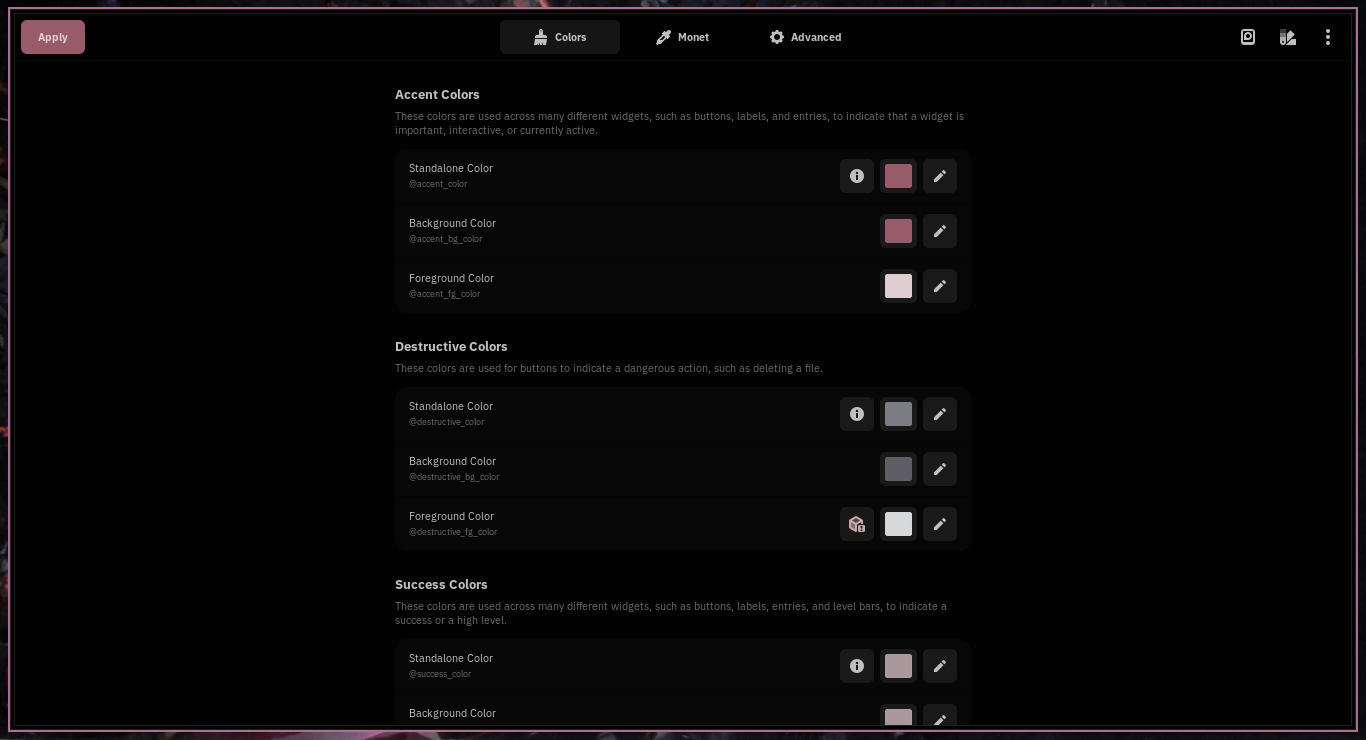 Apply
Colors
Monet
Advanced
Accent Colors
These colors are used across many different widgets, such as buttons, labels, and entries, to indicate that a widget is
important, interactive, or currently active.
Standalone Color
@accent_color
Background Color
@accent_bg_color
Foreground Color
@accent_fg_color
Destructive Colors
These colors are used for buttons to indicate a dangerous action, such as deleting a file.
Standalone Color
@destructive_color
Background Color
@destructive_bg_color
Foreground Color
@destructive_fg_color
Success Colors
These colors are used across many different widgets, such as buttons, labels, entries, and level bars, to indicate a
success or a high level.
Standalone Color
@success_color
Background Color